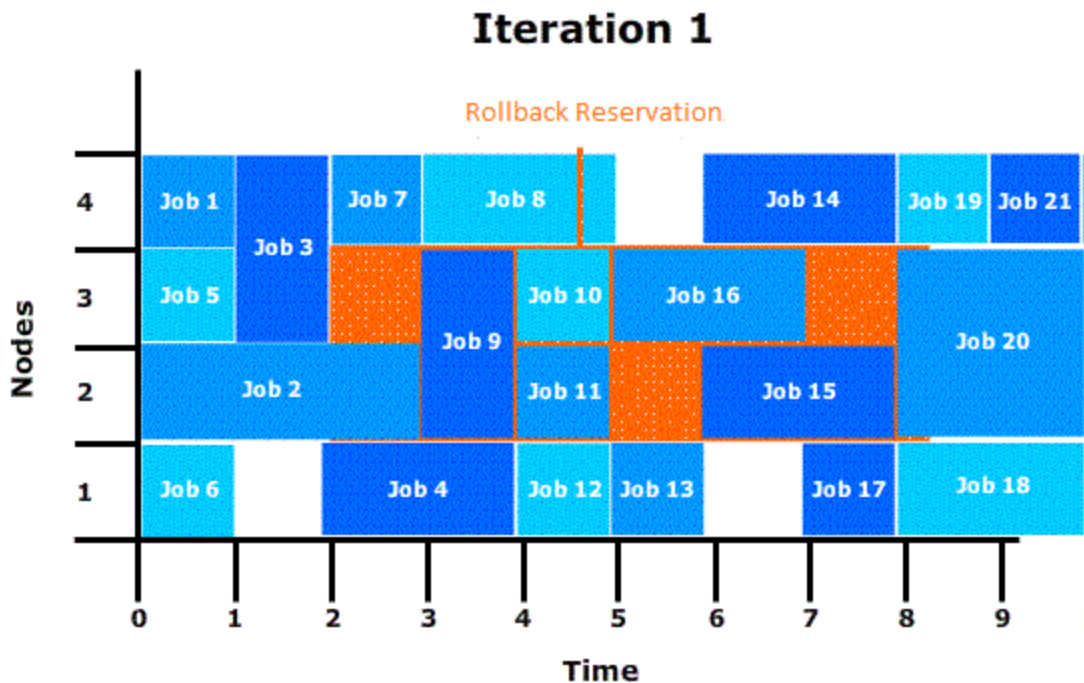 Iteration 1
Rollback Reservation
Nodes
4
Job 1
Job 3
Job 7
Job 8
Job 14
Job 19
Job 21
3
Job 5
Job 9
Job 10
Job 16
Job 20
2
Job 2
Job 11
Job 15
1
Job 6
Job 4
Job 12
Job 13
Job 17
Job 18
0 1 2 3 4 5 6 7 8 9
Time